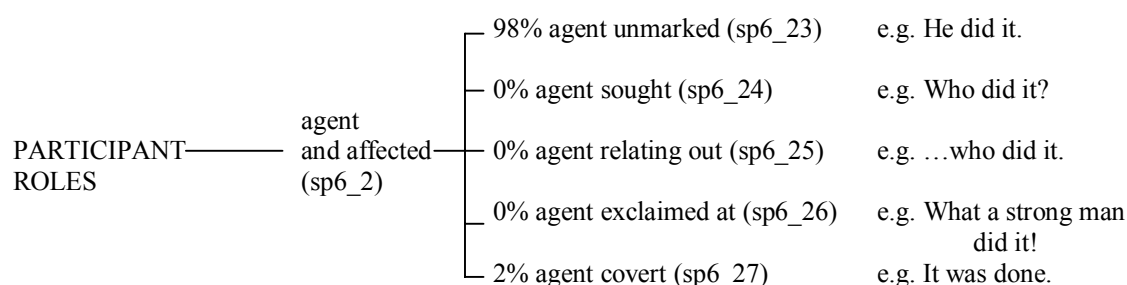 98% agent unmarked (sp6_23) e.g. He did it.
0% agent sought (sp6_24) e.g. Who did it?
agent
PARTICIPANT and affected 0% agent relating out (sp6_25) e.g. …who did it.
ROLES (sp6_2)
0% agent exclaimed at (sp6_26) e.g. What a strong man
did it!
2% agent covert (sp6_27) e.g. It was done.